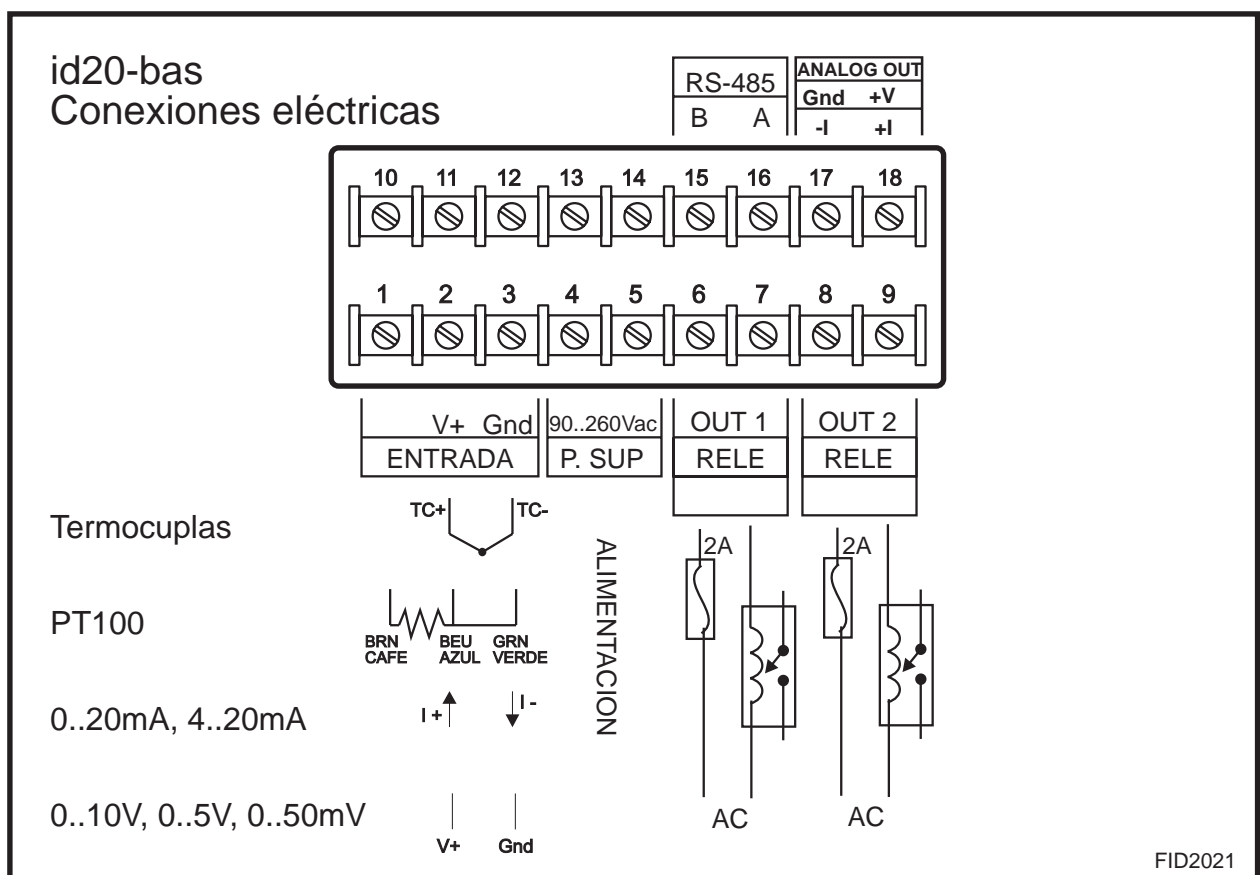 id20-bas
Conexiones eléctricas
RS-485
B A
ANALOG OUT
Gnd +V
-I +I
10 11 12 13 14 15 16 17 18
1 2 3 4 5 6 7 8 9
V+ Gnd
ENTRADA
90..260Vac
P. SUP
OUT 1
RELE
OUT 2
RELE
Termocuplas
TC+ TC-
PT100
BRN BEU GRN
CAFE AZUL VERDE
0..20mA, 4..20mA
I + I -
0..10V, 0..5V, 0..50mV
V+ Gnd
ALIMENTACION
2A
AC
2A
AC
FID2021